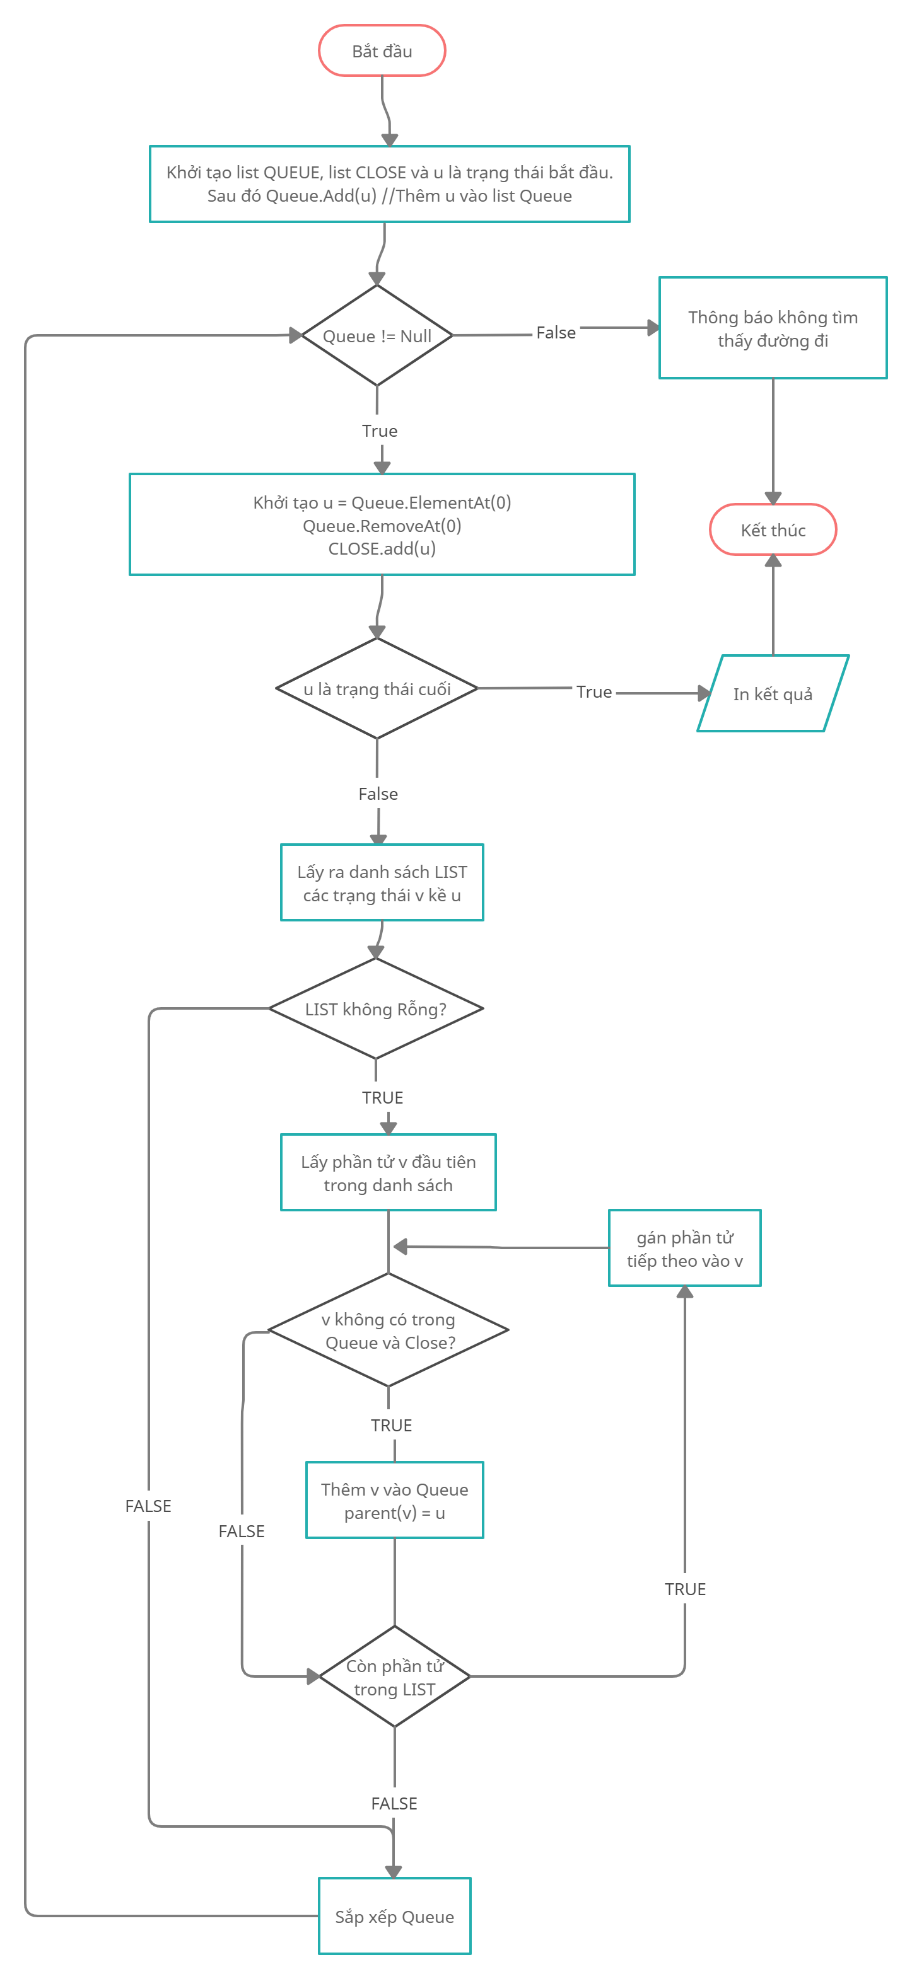 Bắt đầu
Khởi tạo list QUEUE, list CLOSE và u là trạng thái bắt đầu.
Sau đó Queue.Add(u) //Thêm u vào list Queue
Queue != Null
False
Thông báo không tìm
thấy đường đi
True
Khởi tạo u = Queue.ElementAt(0)
Queue.RemoveAt(0)
CLOSE.add(u)
Kết thúc
u là trạng thái cuối
True
In kết quả
False
Lấy ra danh sách LIST
các trạng thái v kề u
LIST không Rỗng?
TRUE
Lấy phần tử v đầu tiên
trong danh sách
gán phần tử
tiếp theo vào v
v không có trong
Queue và Close?
TRUE
Thêm v vào Queue
parent(v) = u
FALSE
FALSE
TRUE
Còn phần tử
trong LIST
FALSE
Sắp xếp Queue